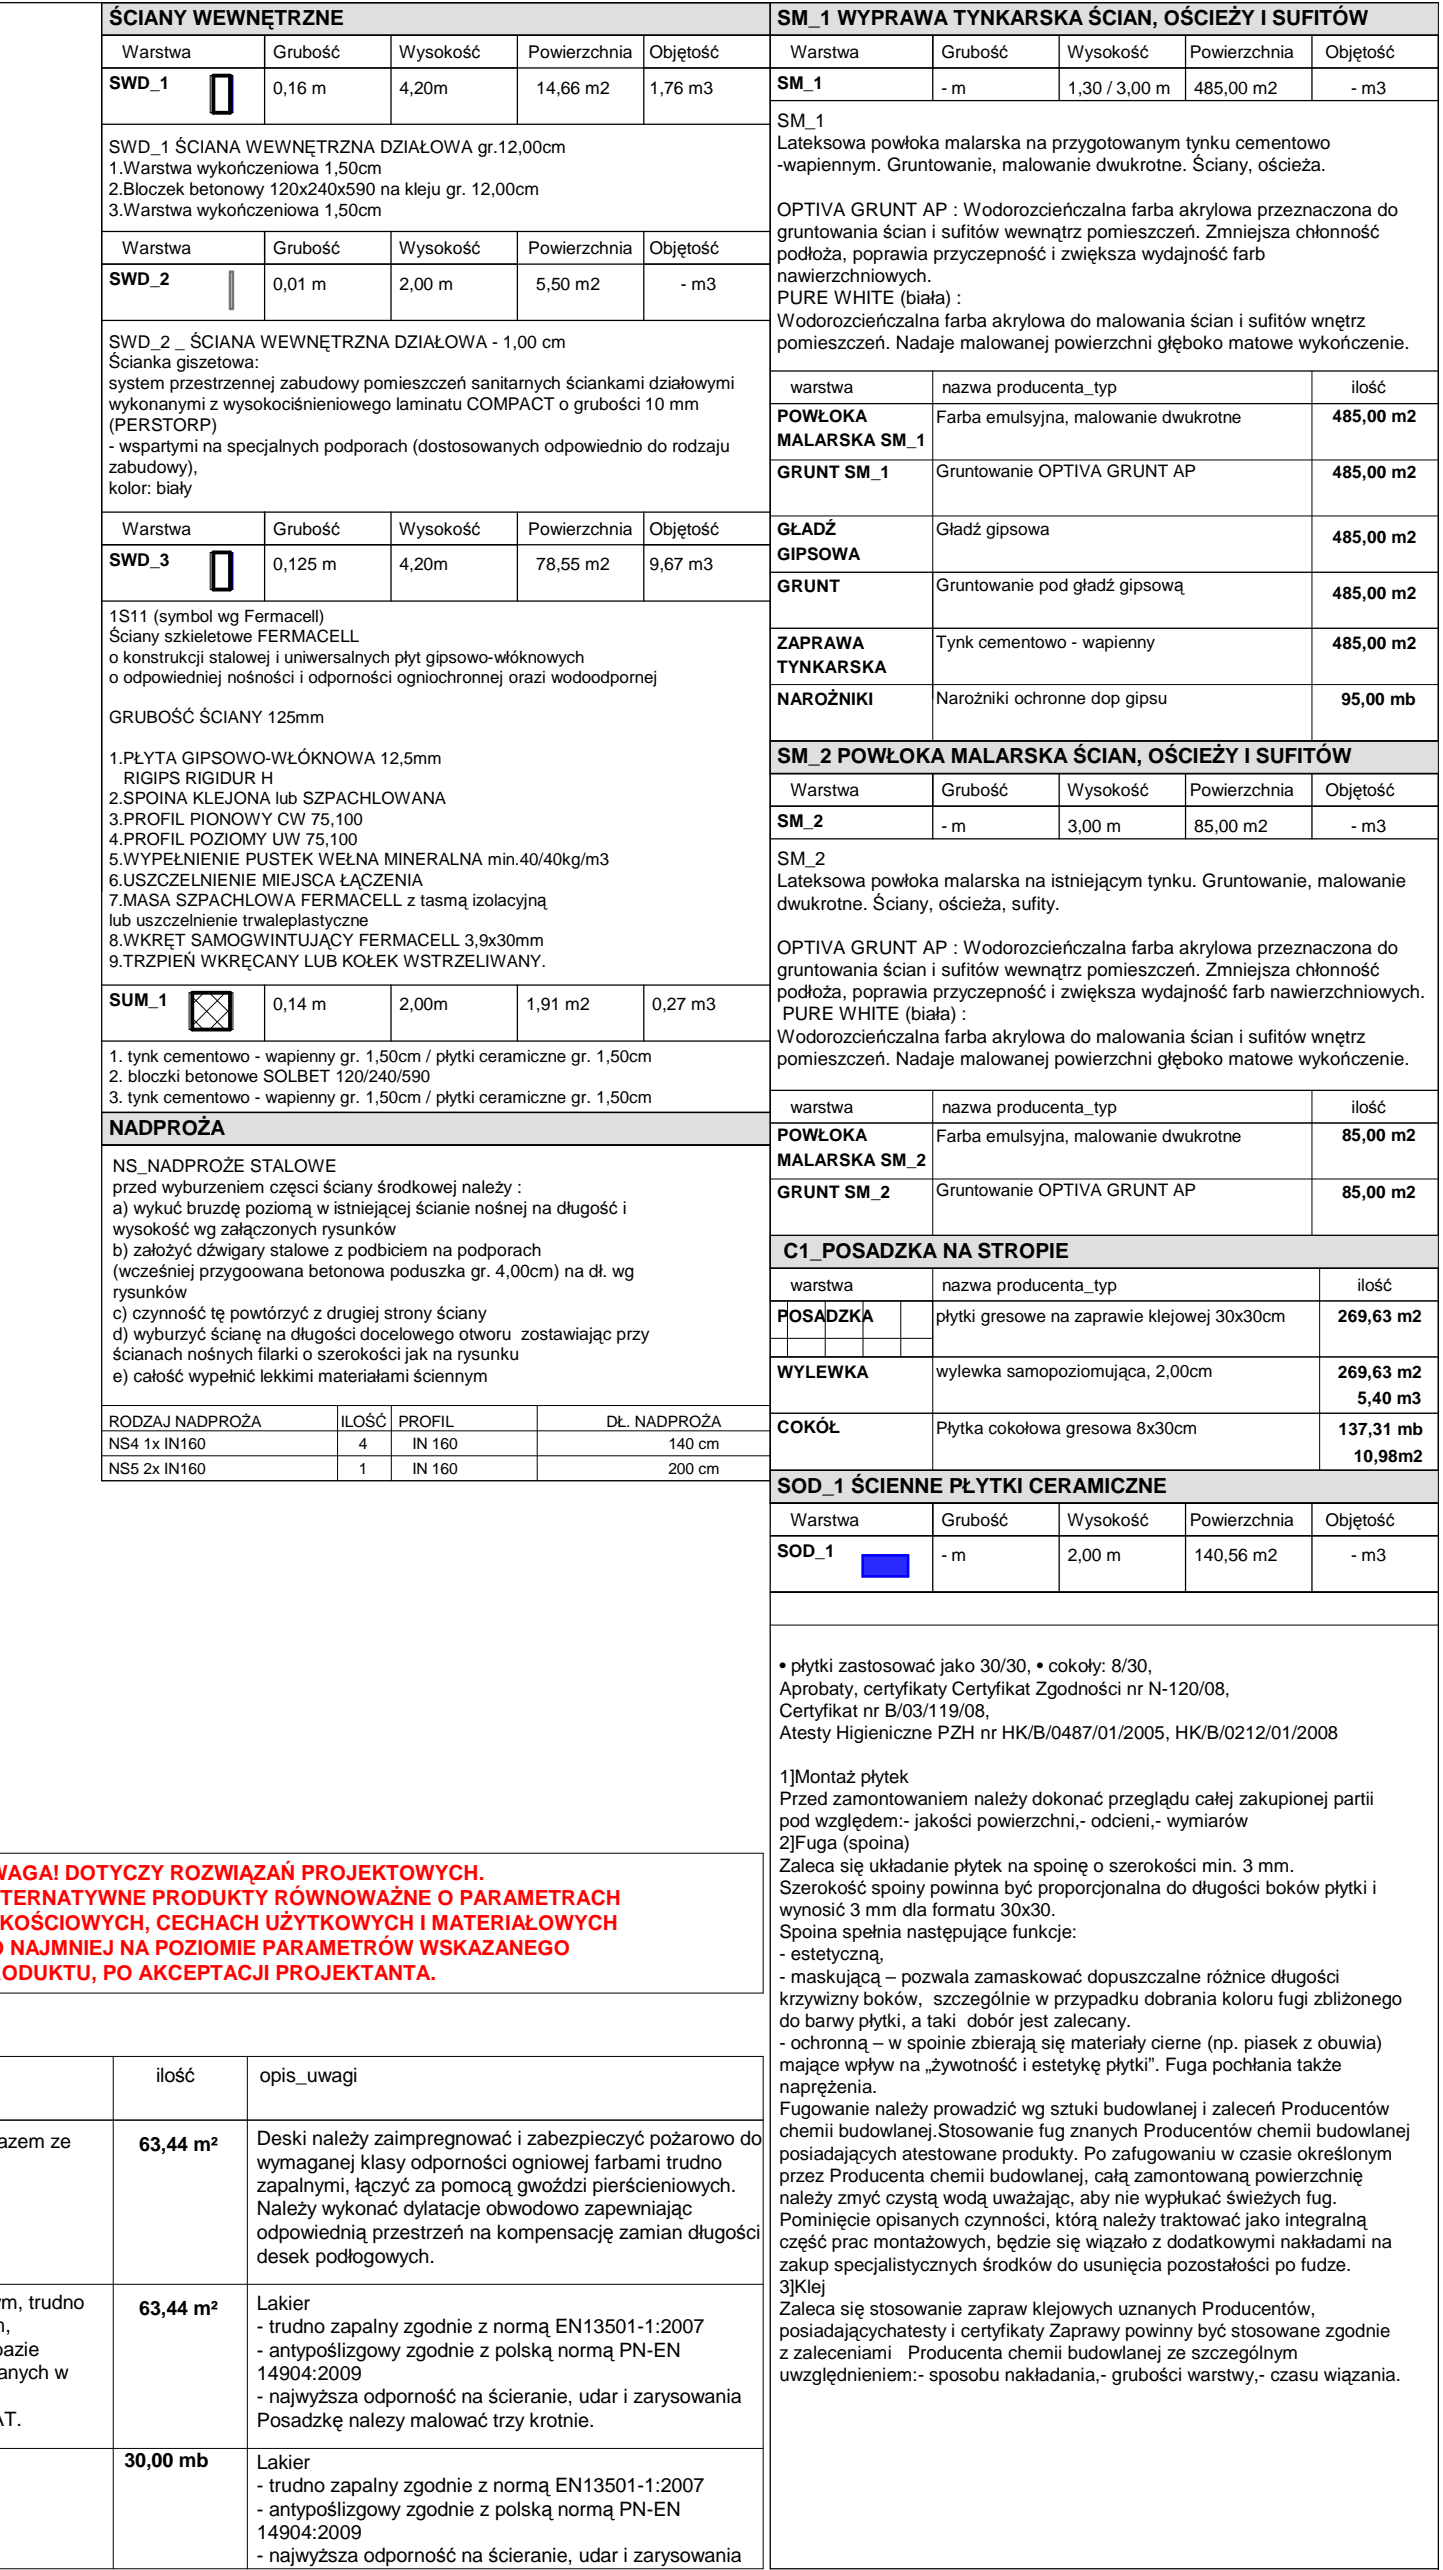 ŚCIANY WEWNĘTRZNE
Warstwa Grubość Wysokość Powierzchnia Objętość
SWD_1 0,16 m 4,20m 14,66 m2 1,76 m3
SWD_1 ŚCIANA WEWNĘTRZNA DZIAŁOWA gr.12,00cm
1.Warstwa wykończeniowa 1,50cm
2.Bloczek betonowy 120x240x590 na kleju gr. 12,00cm
3.Warstwa wykończeniowa 1,50cm
Warstwa Grubość Wysokość Powierzchnia Objętość
SWD_2 0,01 m 2,00 m 5,50 m2 - m3
SWD_2 _ ŚCIANA WEWNĘTRZNA DZIAŁOWA - 1,00 cm
Ścianka giszetowa:
system przestrzennej zabudowy pomieszczeń sanitarnych ściankami działowymi
wykonanymi z wysokociśnieniowego laminatu COMPACT o grubości 10 mm
(PERSTORP)
- wspartymi na specjalnych podporach (dostosowanych odpowiednio do rodzaju
zabudowy),
kolor: biały
Warstwa Grubość Wysokość Powierzchnia Objętość
SWD_3 0,125 m 4,20m 78,55 m2 9,67 m3
1S11 (symbol wg Fermacell)
Ściany szkieletowe FERMACELL
o konstrukcji stalowej i uniwersalnych płyt gipsowo-włóknowych
o odpowiedniej nośności i odporności ogniochronnej orazi wodoodpornej
GRUBOŚĆ ŚCIANY 125mm
1.PŁYTA GIPSOWO-WŁÓKNOWA 12,5mm
RIGIPS RIGIDUR H
2.SPOINA KLEJONA lub SZPACHLOWANA
3.PROFIL PIONOWY CW 75,100
4.PROFIL POZIOMY UW 75,100
5.WYPEŁNIENIE PUSTEK WEŁNA MINERALNA min.40/40kg/m3
6.USZCZELNIENIE MIEJSCA ŁĄCZENIA
7.MASA SZPACHLOWA FERMACELL z tasmą izolacyjną
lub uszczelnienie trwaleplastyczne
8.WKRĘT SAMOGWINTUJĄCY FERMACELL 3,9x30mm
9.TRZPIEŃ WKRĘCANY LUB KOŁEK WSTRZELIWANY.
SUM_1 0,14 m 2,00m 1,91 m2 0,27 m3
1. tynk cementowo - wapienny gr. 1,50cm / płytki ceramiczne gr. 1,50cm
2. bloczki betonowe SOLBET 120/240/590
3. tynk cementowo - wapienny gr. 1,50cm / płytki ceramiczne gr. 1,50cm
NADPROŻA
NS_NADPROŻE STALOWE
przed wyburzeniem częsci ściany środkowej należy :
a) wykuć bruzdę poziomą w istniejącej ścianie nośnej na długość i
wysokość wg załączonych rysunków
b) założyć dźwigary stalowe z podbiciem na podporach
(wcześniej przygoowana betonowa poduszka gr. 4,00cm) na dł. wg
rysunków
c) czynność tę powtórzyć z drugiej strony ściany
d) wyburzyć ścianę na długości docelowego otworu zostawiając przy
ścianach nośnych filarki o szerokości jak na rysunku
e) całość wypełnić lekkimi materiałami ściennym
RODZAJ NADPROŻA ILOŚĆ PROFIL DŁ. NADPROŻA
NS4 1x IN160 4 IN 160 140 cm
NS5 2x IN160 1 IN 160 200 cm
WAGA! DOTYCZY ROZWIĄZAŃ PROJEKTOWYCH.
TERNATYWNE PRODUKTY RÓWNOWAŻNE O PARAMETRACH
KOŚCIOWYCH, CECHACH UŻYTKOWYCH I MATERIAŁOWYCH
O NAJMNIEJ NA POZIOMIE PARAMETRÓW WSKAZANEGO
ODUKTU, PO AKCEPTACJI PROJEKTANTA.
ilość opis_uwagi
azem ze 63,44 m² Deski należy zaimpregnować i zabezpieczyć pożarowo do
wymaganej klasy odporności ogniowej farbami trudno
zapalnymi, łączyć za pomocą gwoździ pierścieniowych.
Należy wykonać dylatacje obwodowo zapewniając
odpowiednią przestrzeń na kompensację zamian długości
desek podłogowych.
m, trudno 63,44 m² Lakier
- trudno zapalny zgodnie z normą EN13501-1:2007
bazie - antypoślizgowy zgodnie z polską normą PN-EN
anych w 14904:2009
- najwyższa odporność na ścieranie, udar i zarysowania
AT. Posadzkę nalezy malować trzy krotnie.
30,00 mb Lakier
- trudno zapalny zgodnie z normą EN13501-1:2007
- antypoślizgowy zgodnie z polską normą PN-EN
14904:2009
- najwyższa odporność na ścieranie, udar i zarysowania
SM_1 WYPRAWA TYNKARSKA ŚCIAN, OŚCIEŻY I SUFITÓW
Warstwa Grubość Wysokość Powierzchnia Objętość
SM_1 - m 1,30 / 3,00 m 485,00 m2 - m3
SM_1
Lateksowa powłoka malarska na przygotowanym tynku cementowo
-wapiennym. Gruntowanie, malowanie dwukrotne. Ściany, ościeża.
OPTIVA GRUNT AP : Wodorozcieńczalna farba akrylowa przeznaczona do
gruntowania ścian i sufitów wewnątrz pomieszczeń. Zmniejsza chłonność
podłoża, poprawia przyczepność i zwiększa wydajność farb
nawierzchniowych.
PURE WHITE (biała) :
Wodorozcieńczalna farba akrylowa do malowania ścian i sufitów wnętrz
pomieszczeń. Nadaje malowanej powierzchni głęboko matowe wykończenie.
warstwa nazwa producenta_typ ilość
POWŁOKA Farba emulsyjna, malowanie dwukrotne 485,00 m2
MALARSKA SM_1
GRUNT SM_1 Gruntowanie OPTIVA GRUNT AP 485,00 m2
GŁADŹ Gładź gipsowa 485,00 m2
GIPSOWA
GRUNT Gruntowanie pod gładź gipsową 485,00 m2
ZAPRAWA Tynk cementowo - wapienny 485,00 m2
TYNKARSKA
NAROŻNIKI Narożniki ochronne dop gipsu 95,00 mb
SM_2 POWŁOKA MALARSKA ŚCIAN, OŚCIEŻY I SUFITÓW
Warstwa Grubość Wysokość Powierzchnia Objętość
SM_2 - m 3,00 m 85,00 m2 - m3
SM_2
Lateksowa powłoka malarska na istniejącym tynku. Gruntowanie, malowanie
dwukrotne. Ściany, ościeża, sufity.
OPTIVA GRUNT AP : Wodorozcieńczalna farba akrylowa przeznaczona do
gruntowania ścian i sufitów wewnątrz pomieszczeń. Zmniejsza chłonność
podłoża, poprawia przyczepność i zwiększa wydajność farb nawierzchniowych.
PURE WHITE (biała) :
Wodorozcieńczalna farba akrylowa do malowania ścian i sufitów wnętrz
pomieszczeń. Nadaje malowanej powierzchni głęboko matowe wykończenie.
warstwa nazwa producenta_typ ilość
POWŁOKA Farba emulsyjna, malowanie dwukrotne 85,00 m2
MALARSKA SM_2
GRUNT SM_2 Gruntowanie OPTIVA GRUNT AP 85,00 m2
C1_POSADZKA NA STROPIE
warstwa nazwa producenta_typ ilość
POSADZKA płytki gresowe na zaprawie klejowej 30x30cm 269,63 m2
WYLEWKA wylewka samopoziomująca, 2,00cm 269,63 m2
5,40 m3
COKÓŁ Płytka cokołowa gresowa 8x30cm 137,31 mb
10,98m2
SOD_1 ŚCIENNE PŁYTKI CERAMICZNE
Warstwa Grubość Wysokość Powierzchnia Objętość
SOD_1 - m 2,00 m 140,56 m2 - m3
• płytki zastosować jako 30/30, • cokoły: 8/30,
Aprobaty, certyfikaty Certyfikat Zgodności nr N-120/08,
Certyfikat nr B/03/119/08,
Atesty Higieniczne PZH nr HK/B/0487/01/2005, HK/B/0212/01/2008
1]Montaż płytek
Przed zamontowaniem należy dokonać przeglądu całej zakupionej partii
pod względem:- jakości powierzchni,- odcieni,- wymiarów
2]Fuga (spoina)
Zaleca się układanie płytek na spoinę o szerokości min. 3 mm.
Szerokość spoiny powinna być proporcjonalna do długości boków płytki i
wynosić 3 mm dla formatu 30x30.
Spoina spełnia następujące funkcje:
- estetyczną,
- maskującą – pozwala zamaskować dopuszczalne różnice długości
krzywizny boków, szczególnie w przypadku dobrania koloru fugi zbliżonego
do barwy płytki, a taki dobór jest zalecany.
- ochronną – w spoinie zbierają się materiały cierne (np. piasek z obuwia)
mające wpływ na „żywotność i estetykę płytki”. Fuga pochłania także
naprężenia.
Fugowanie należy prowadzić wg sztuki budowlanej i zaleceń Producentów
chemii budowlanej.Stosowanie fug znanych Producentów chemii budowlanej
posiadających atestowane produkty. Po zafugowaniu w czasie określonym
przez Producenta chemii budowlanej, całą zamontowaną powierzchnię
należy zmyć czystą wodą uważając, aby nie wypłukać świeżych fug.
Pominięcie opisanych czynności, którą należy traktować jako integralną
część prac montażowych, będzie się wiązało z dodatkowymi nakładami na
zakup specjalistycznych środków do usunięcia pozostałości po fudze.
3]Klej
Zaleca się stosowanie zapraw klejowych uznanych Producentów,
posiadającychatesty i certyfikaty Zaprawy powinny być stosowane zgodnie
z zaleceniami Producenta chemii budowlanej ze szczególnym
uwzględnieniem:- sposobu nakładania,- grubości warstwy,- czasu wiązania.